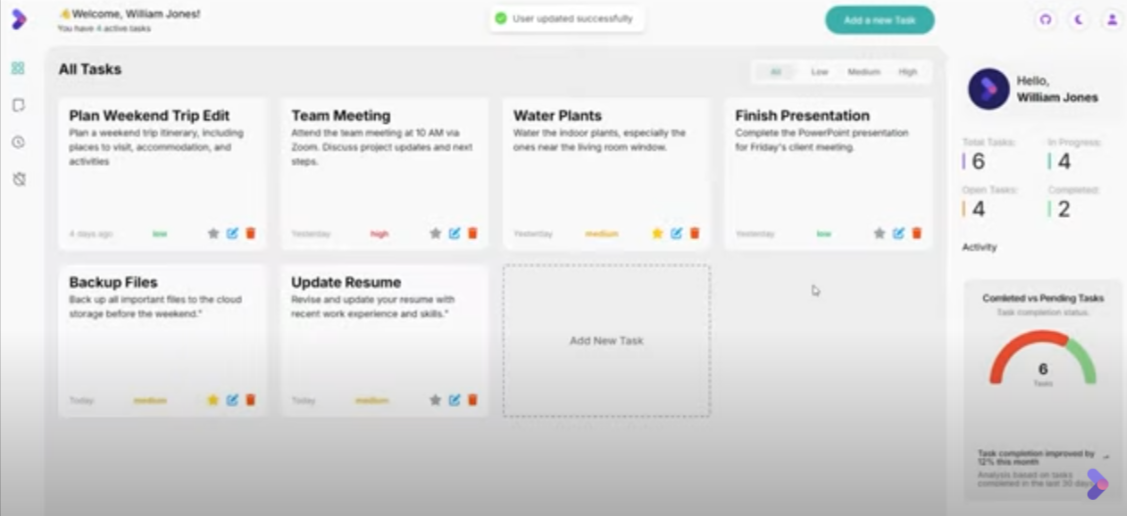 👋Welcome, William Jones!
You have 4 active tasks
User updated successfully
Add a new Task
All Tasks
All Low Medium High
Plan Weekend Trip Edit
Plan a weekend trip itinerary, including
places to visit, accommodation, and
activities
4 days ago low
Team Meeting
Attend the team meeting at 10 AM via
Zoom. Discuss project updates and next
steps.
Yesterday high
Water Plants
Water the indoor plants, especially the
ones near the living room window.
Yesterday medium
Finish Presentation
Complete the PowerPoint presentation
for Friday's client meeting.
Yesterday low
Backup Files
Back up all important files to the cloud
storage before the weekend."
Today medium
Update Resume
Revise and update your resume with
recent work experience and skills."
Today medium
Add New Task
Hello,
William Jones
Total Tasks: In Progress:
6 4
Open Tasks: Completed:
4 2
Activity
Comleted vs Pending Tasks
Task completion status.
6
Tasks
Task completion improved by
12% this month
Analysis based on tasks
completed in the last 30 days.